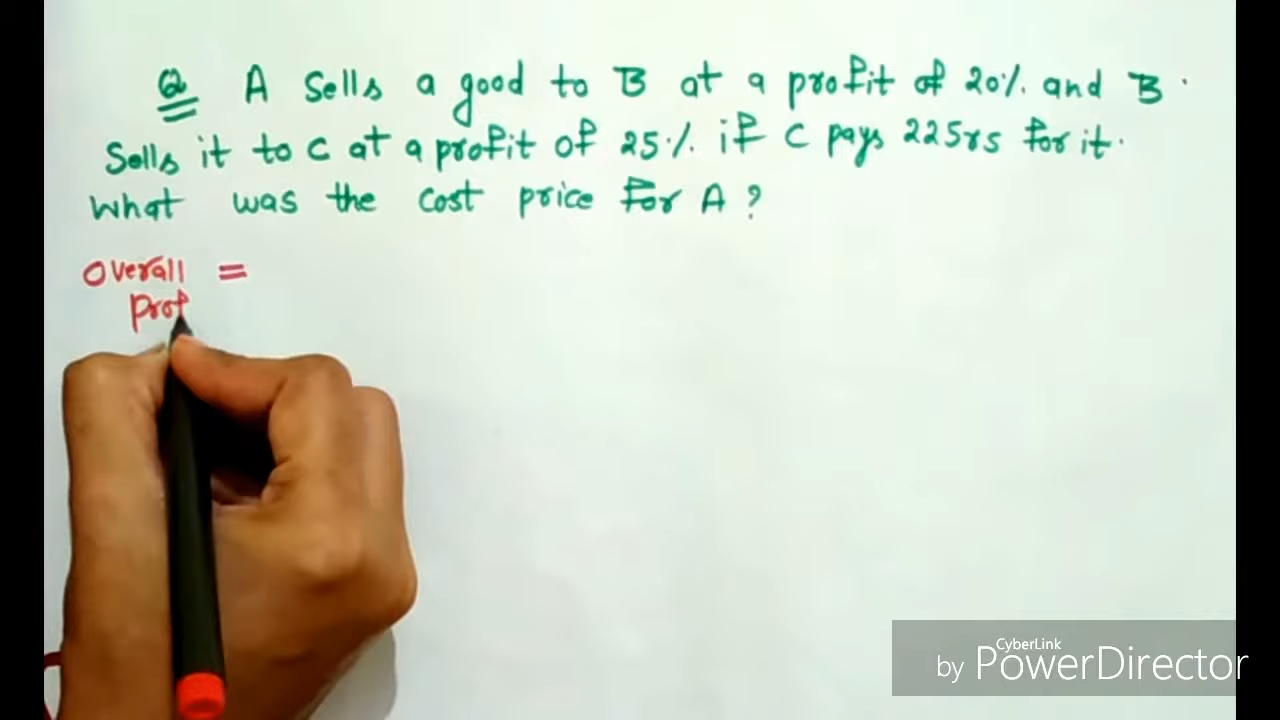 Q A sells a good to B at a profit of 20% and B.
Sells it to C at a profit of 25.% if C pays 225rs for it.
What was the cost price for A ?
Overall =
Prof
CyberLink
by PowerDirector